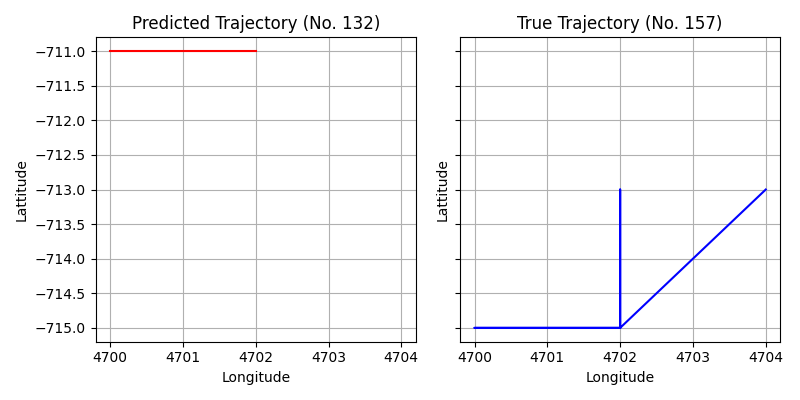 Predicted Trajectory (No. 132)
−711.0
−711.5
−712.0
−712.5
−713.0
−713.5
−714.0
−714.5
−715.0
Lattitude
4700 4701 4702 4703 4704
Longitude
True Trajectory (No. 157)
Lattitude
4700 4701 4702 4703 4704
Longitude